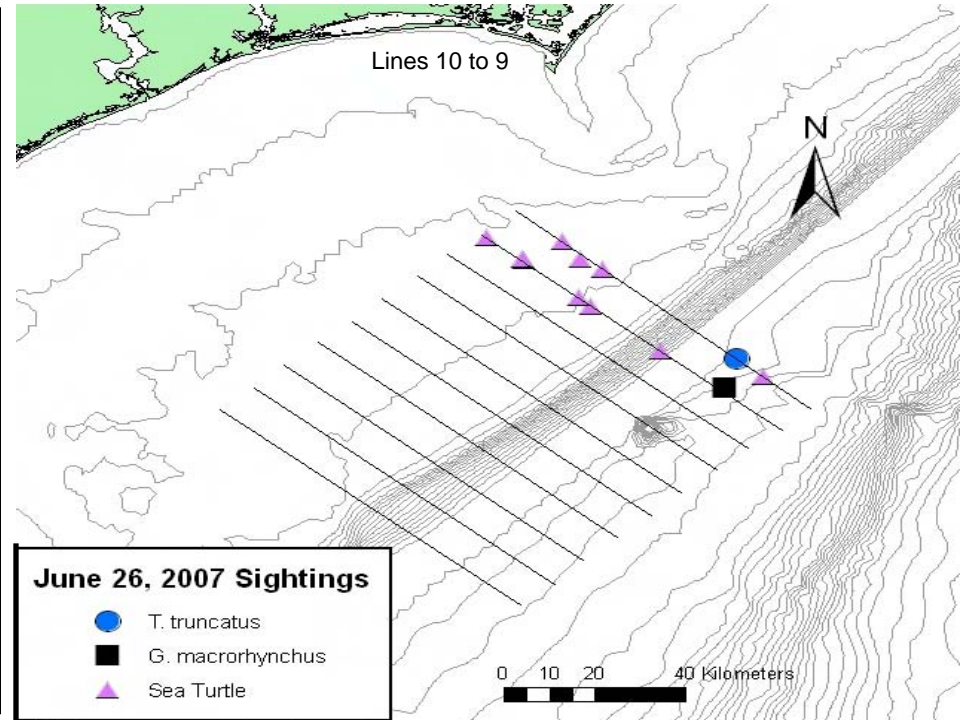 Lines 10 to 9
N
June 26, 2007 Sightings
T. truncatus
G. macrorhynchus
Sea Turtle
0 10 20 40 Kilometers